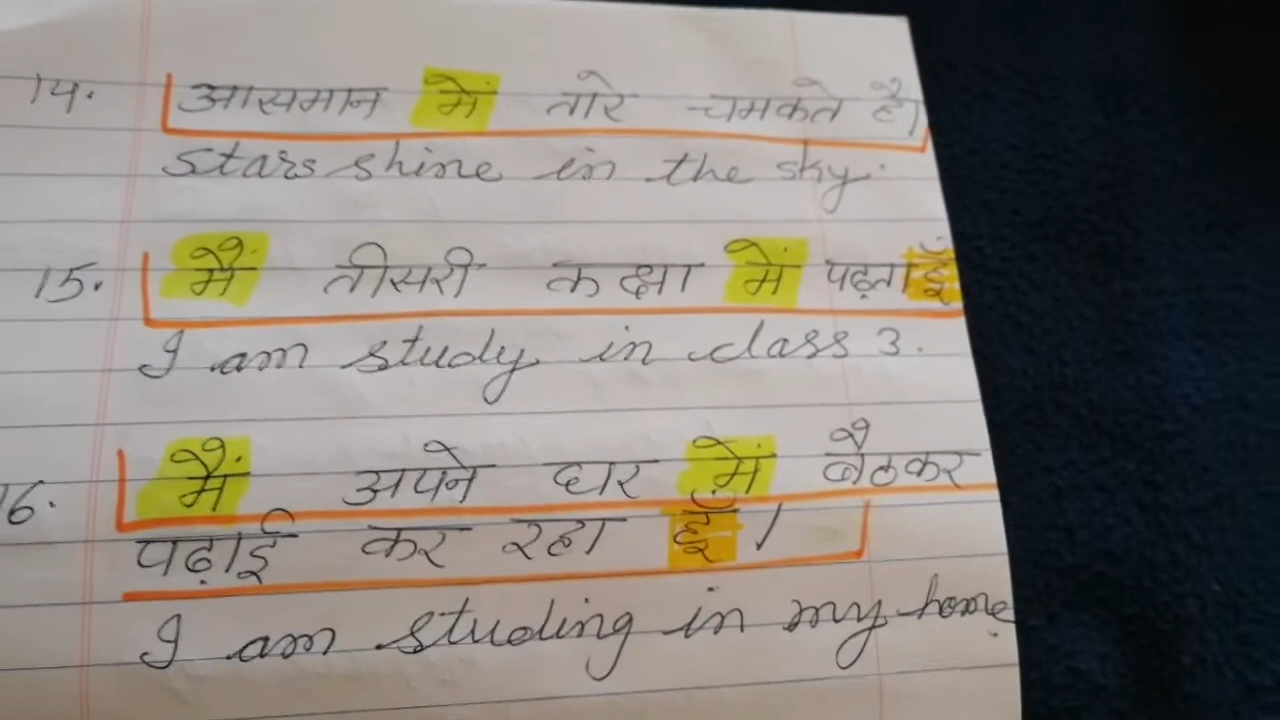 14. आसमान में तारे चमकते है।
stars shine in the sky.
15. मैं तीसरी कक्षा में पढ़ता हूँ
I am study in class 3.
16. मैं अपने घर में बैठकर
पढ़ाई कर रहा हूँ।
I am studing in my home